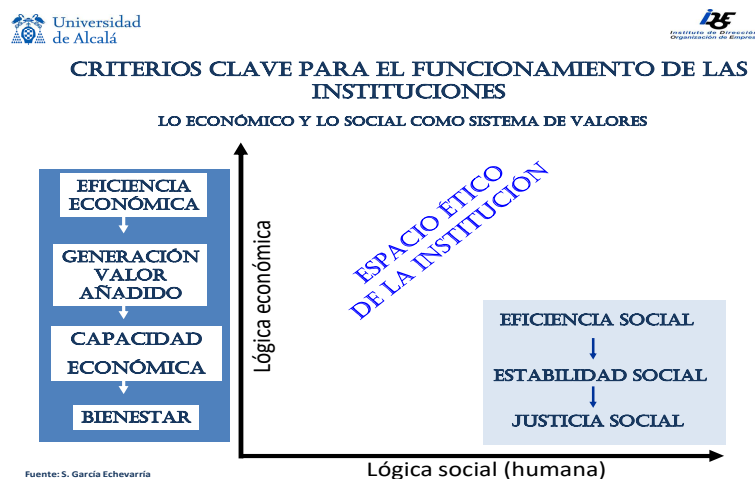 Universidad
de Alcalá
Instituto de Dirección
Organización de Empres
CRITERIOS CLAVE PARA EL FUNCIONAMIENTO DE LAS
INSTITUCIONES
LO ECONÓMICO Y LO SOCIAL COMO SISTEMA DE VALORES
EFICIENCIA
ECONÓMICA
GENERACIÓN
VALOR
AÑADIDO
CAPACIDAD
ECONÓMICA
BIENESTAR
Lógica económica
ESPACIO ÉTICO
DE LA INSTITUCIÓN
EFICIENCIA SOCIAL
ESTABILIDAD SOCIAL
JUSTICIA SOCIAL
Lógica social (humana)
Fuente: S. García Echevarría